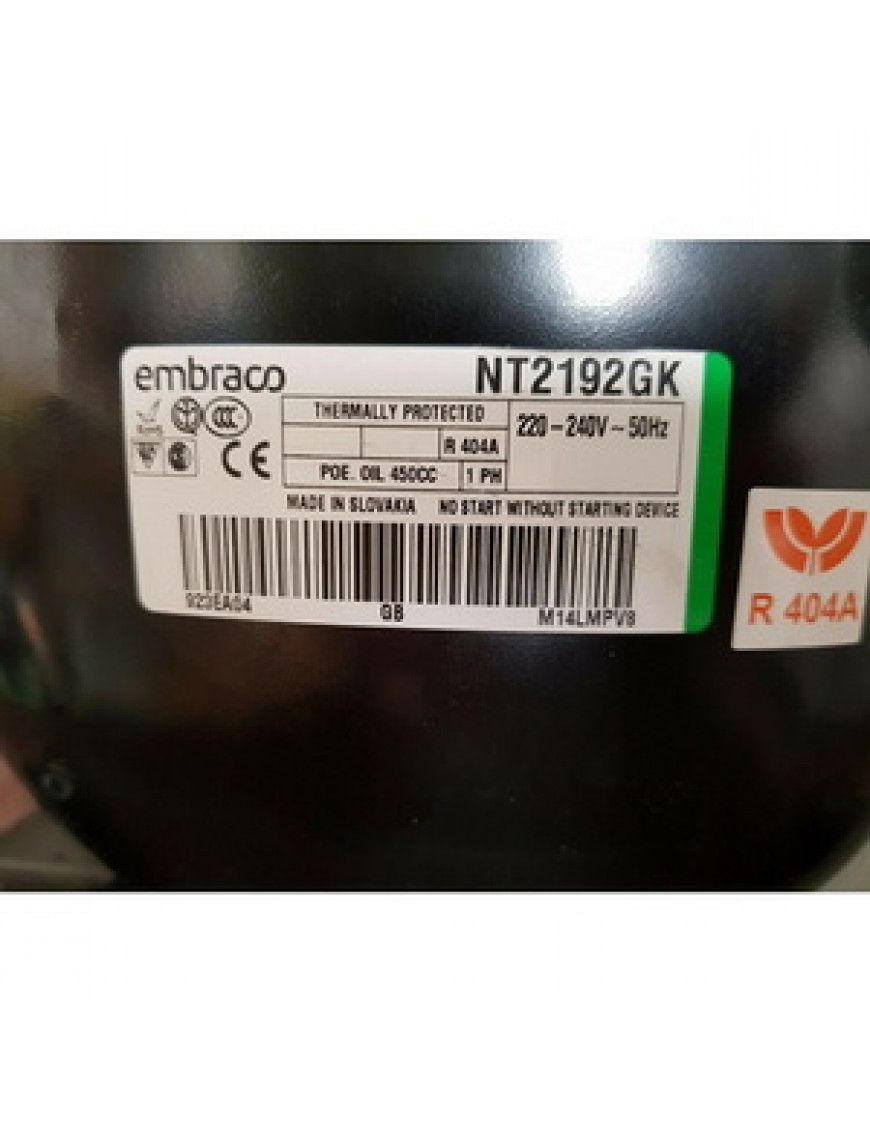 embraco NT2192GK
THERMALLY PROTECTED
220-240V~50Hz
R 404A
POE. OIL 450CC 1 PH
MADE IN SLOVAKIA NO START WITHOUT STARTING DEVICE
923EA04 GB M14LMPV8
R 404A